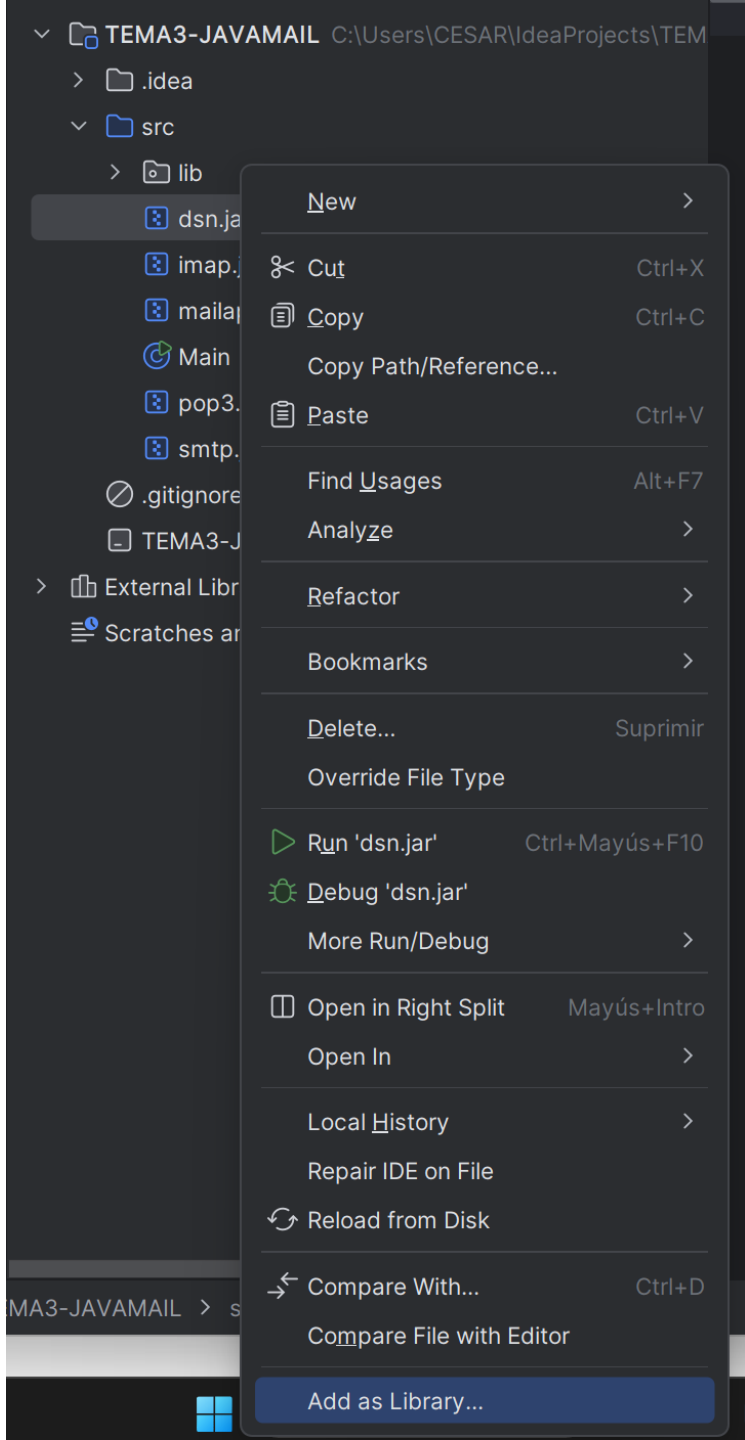 TEMA3-JAVAMAIL C:\Users\CESAR\IdeaProjects\TEM
.idea
src
lib
dsn.ja
imap.j
maila
Main
pop3.
smtp.
.gitignore
TEMA3-J
External Libr
Scratches ar
New
Cut Ctrl+X
Copy Ctrl+C
Copy Path/Reference...
Paste Ctrl+V
Find Usages Alt+F7
Analyze
Refactor
Bookmarks
Delete... Suprimir
Override File Type
Run 'dsn.jar' Ctrl+Mayús+F10
Debug 'dsn.jar'
More Run/Debug
Open in Right Split Mayús+Intro
Open In
Local History
Repair IDE on File
Reload from Disk
Compare With... Ctrl+D
Compare File with Editor
Add as Library...
MA3-JAVAMAIL > s